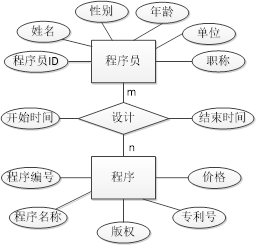 性别
年龄
姓名
单位
程序员ID
程序员
职称
m
开始时间
设计
结束时间
n
程序编号
程序
价格
程序名称
专利号
版权